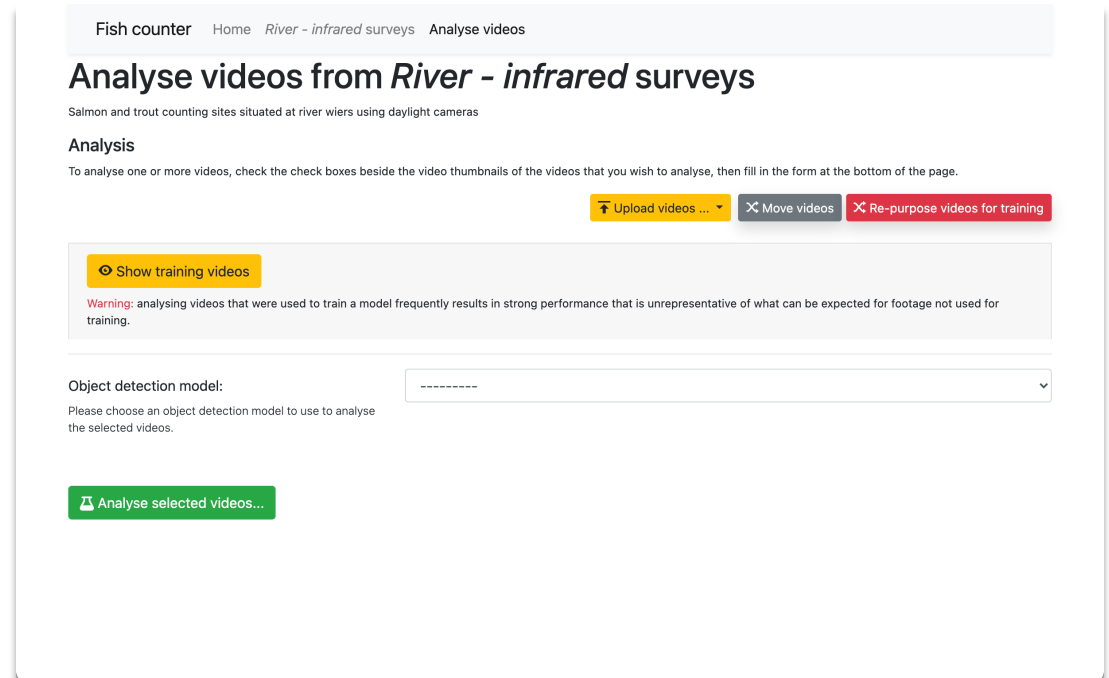 Fish counter Home River - infrared surveys Analyse videos
Analyse videos from River - infrared surveys
Salmon and trout counting sites situated at river wiers using daylight cameras
Analysis
To analyse one or more videos, check the check boxes beside the video thumbnails of the videos that you wish to analyse, then fill in the form at the bottom of the page.
Upload videos ... Move videos Re-purpose videos for training
Show training videos
Warning: analysing videos that were used to train a model frequently results in strong performance that is unrepresentative of what can be expected for footage not used for
training.
Object detection model: ---------
Please choose an object detection model to use to analyse
the selected videos.
Analyse selected videos...